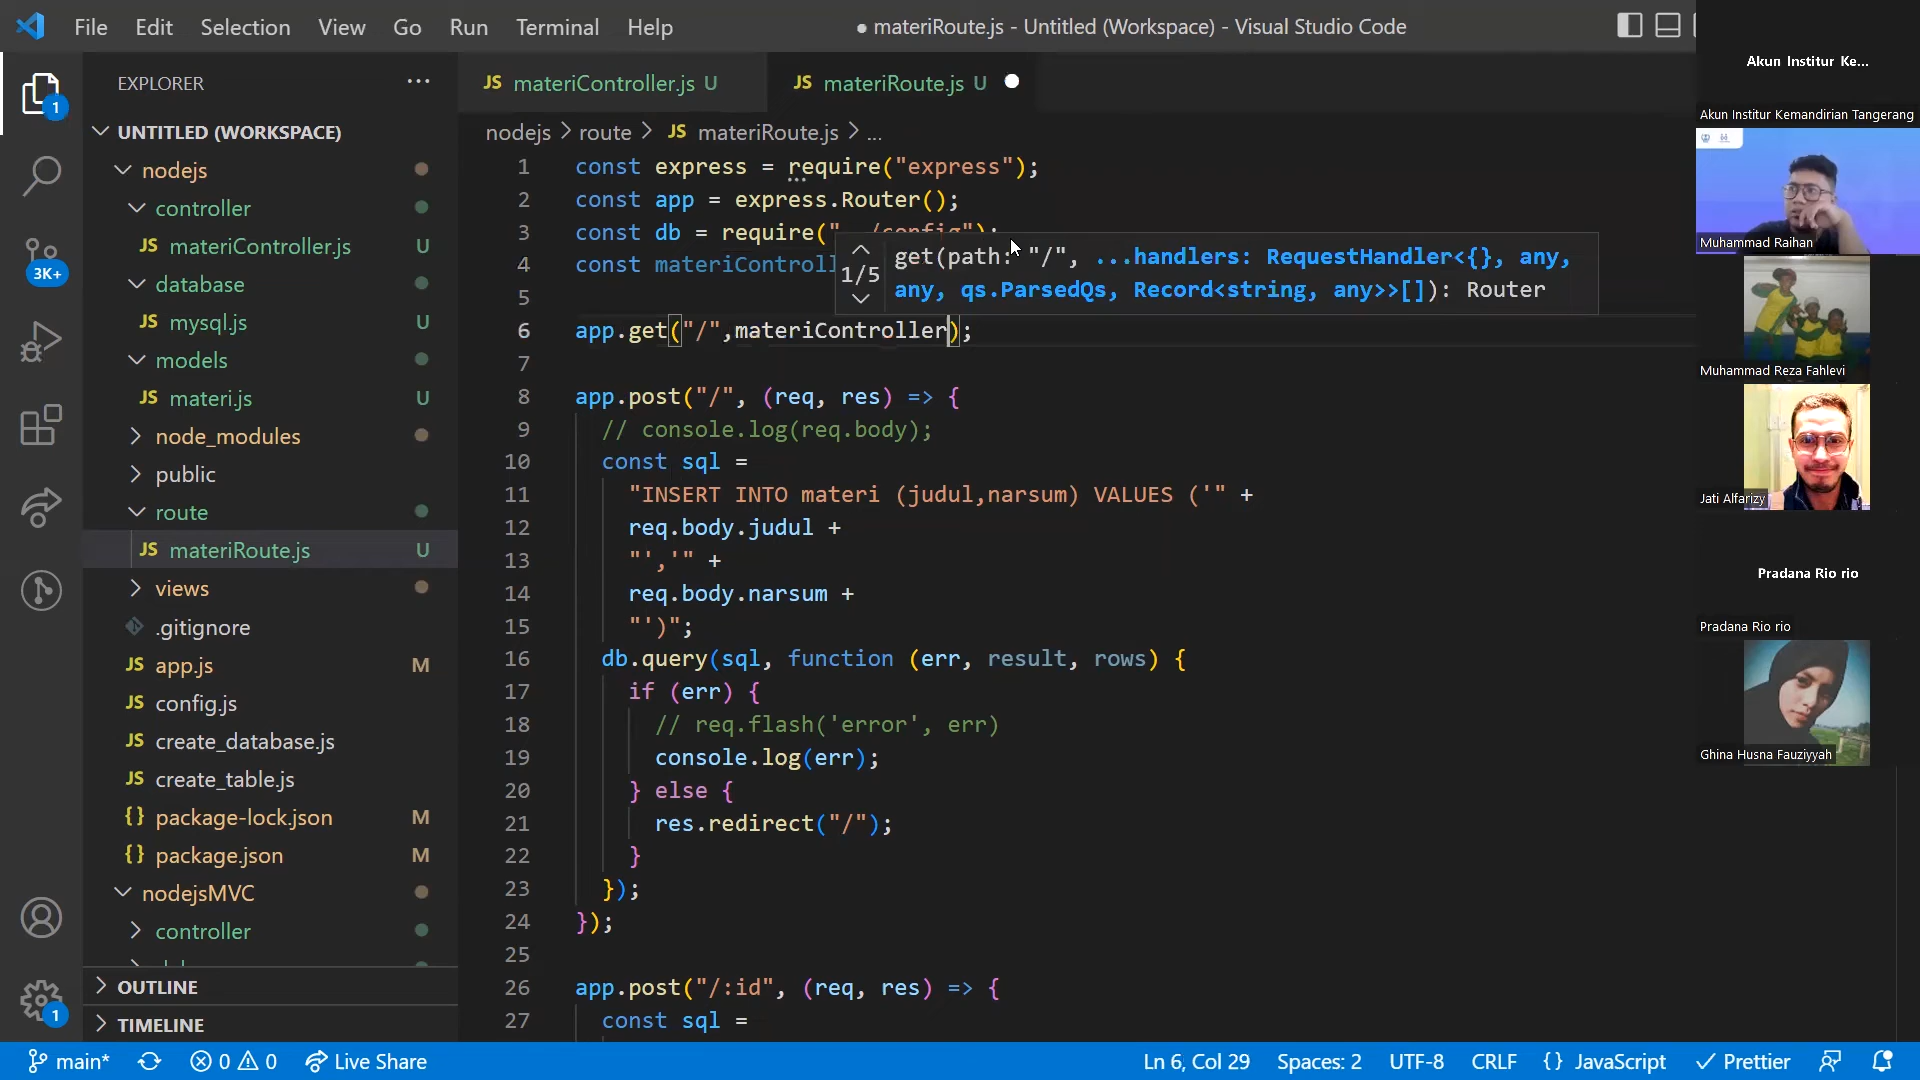 File Edit Selection View Go Run Terminal Help
● materiRoute.js - Untitled (Workspace) - Visual Studio Code
EXPLORER ...
UNTITLED (WORKSPACE)
nodejs
controller
JS materiController.js U
database
JS mysql.js U
models
JS materi.js U
node_modules
public
route
JS materiRoute.js U
views
.gitignore
JS app.js M
JS config.js
JS create_database.js
JS create_table.js
{} package-lock.json M
{} package.json M
nodejsMVC
controller
OUTLINE
TIMELINE
1
3K+
1
JS materiController.js U
JS materiRoute.js U
nodejs > route > JS materiRoute.js > ...
1 const express = require("express");
2 const app = express.Router();
3 const db = require("../config");
4 const materiControll
5
6 app.get("/",materiController);
7
8 app.post("/", (req, res) => {
9 // console.log(req.body);
10 const sql =
11 "INSERT INTO materi (judul,narsum) VALUES ('" +
12 req.body.judul +
13 "','" +
14 req.body.narsum +
15 "')";
16 db.query(sql, function (err, result, rows) {
17 if (err) {
18 // req.flash('error', err)
19 console.log(err);
20 } else {
21 res.redirect("/");
22 }
23 });
24 });
25
26 app.post("/:id", (req, res) => {
27 const sql =
1/5
get(path: "/", ...handlers: RequestHandler<{}, any,
any, qs.ParsedQs, Record<string, any>>[]): Router
Akun Institur Ke...
Akun Institur Kemandirian Tangerang
Muhammad Raihan
Muhammad Reza Fahlevi
Jati Alfarizy
Pradana Rio rio
Pradana Rio rio
Ghina Husna Fauziyyah
main* 0 0 Live Share
Ln 6, Col 29 Spaces: 2 UTF-8 CRLF {} JavaScript Prettier